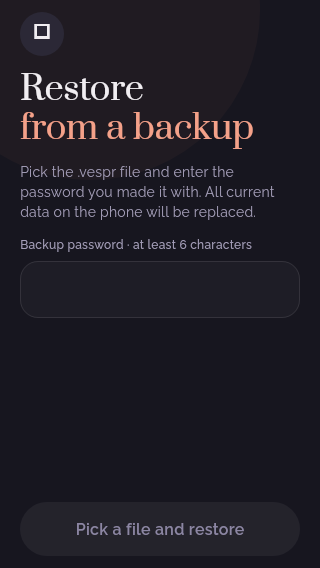 Restore
from a backup
Pick the .vespr file and enter the
password you made it with. All current
data on the phone will be replaced.
Backup password · at least 6 characters
Pick a file and restore